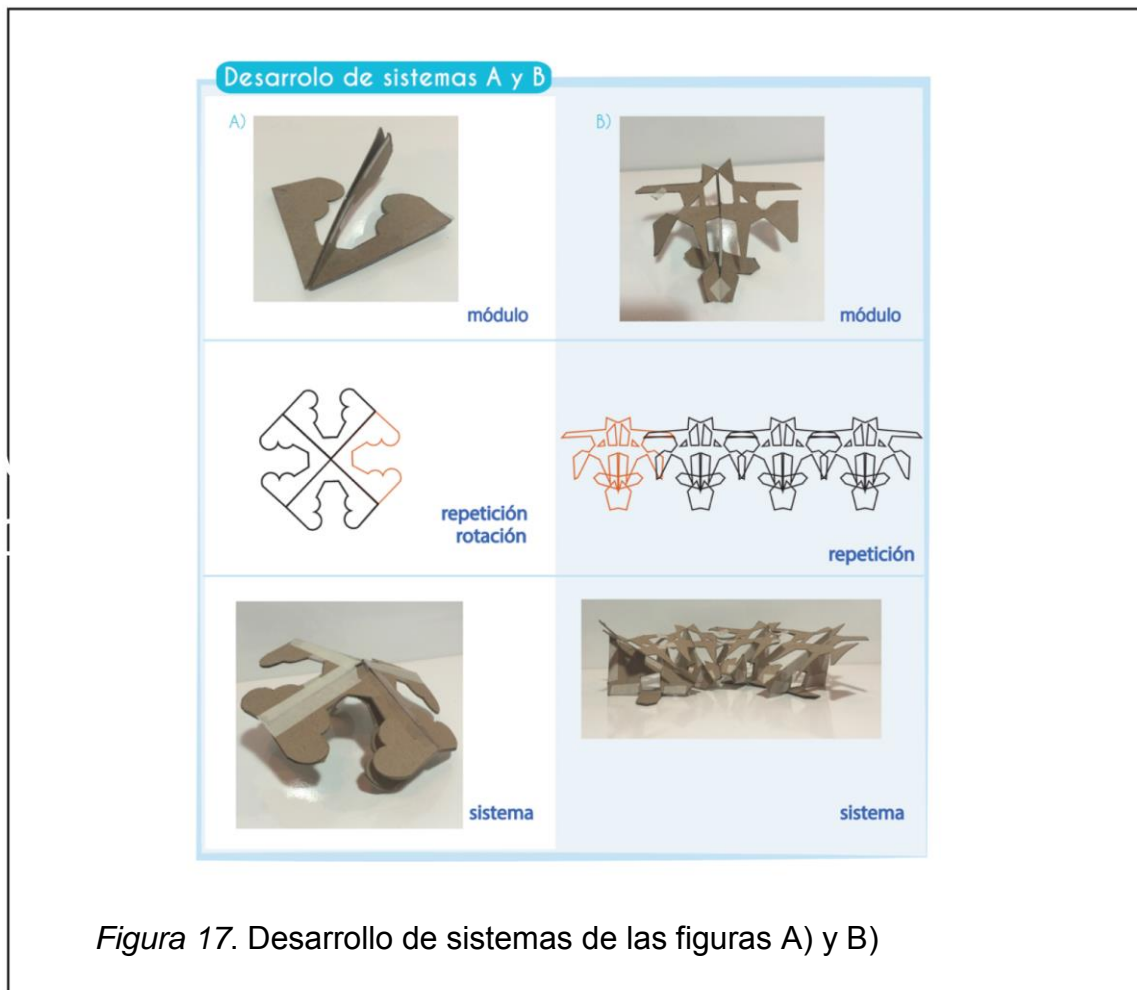 Desarrolo de sistemas A y B
A)
módulo
B)
módulo
repetición
rotación
repetición
sistema
sistema
Figura 17. Desarrollo de sistemas de las figuras A) y B)